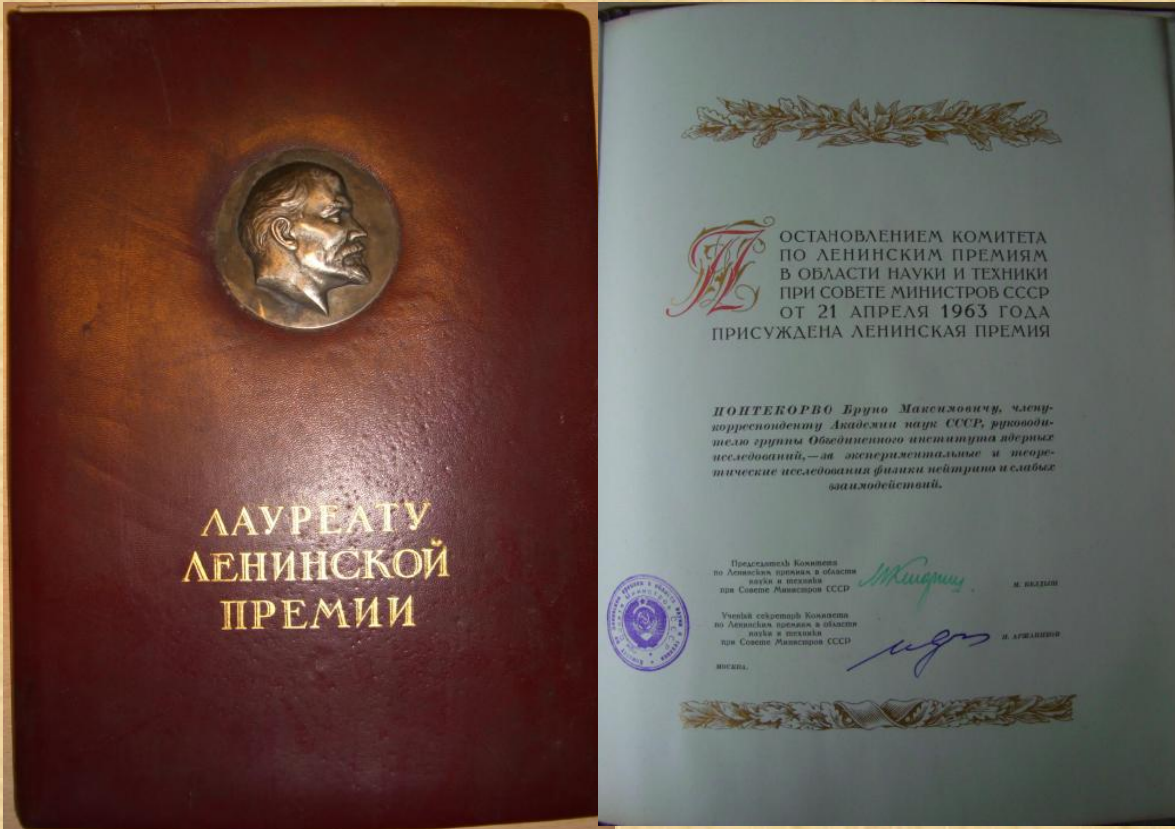 ЛАУРЕАТУ
ЛЕНИНСКОЙ
ПРЕМИИ
ПОСТАНОВЛЕНИЕМ КОМИТЕТА
ПО ЛЕНИНСКИМ ПРЕМИЯМ
В ОБЛАСТИ НАУКИ И ТЕХНИКИ
ПРИ СОВЕТЕ МИНИСТРОВ СССР
ОТ 21 АПРЕЛЯ 1963 ГОДА
ПРИСУЖДЕНА ЛЕНИНСКАЯ ПРЕМИЯ
ПОНТЕКОРВО Бруно Максимовичу, члену-
корреспонденту Академии наук СССР, руководи-
телю группы Объединенного института ядерных
исследований,—за экспериментальные и теоре-
тические исследования физики нейтрино и слабых
взаимодействий.
Председатель Комитета
по Ленинским премиям в области
науки и техники
при Совете Министров СССР
М. КЕЛДЫШ
Ученый секретарь Комитета
по Ленинским премиям в области
науки и техники
при Совете Министров СССР
И. АРЖАНИКОВ
МОСКВА.